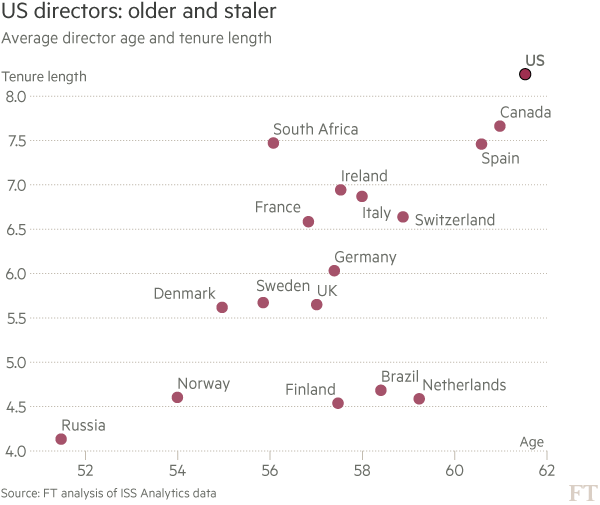 US directors: older and staler
Average director age and tenure length
US
Tenure length
8.0
Canada
South Africa
7.5
Spain
Ireland
7.0
France
Italy
Switzerland
6.5
Germany
6.0
Sweden
Denmark
UK
5.5
5.0
Brazil
Norway
Finland
Netherlands
4.5
Russia
Age
4.0
52 54 56 58 60 62
Source: FT analysis of ISS Analytics data
FT